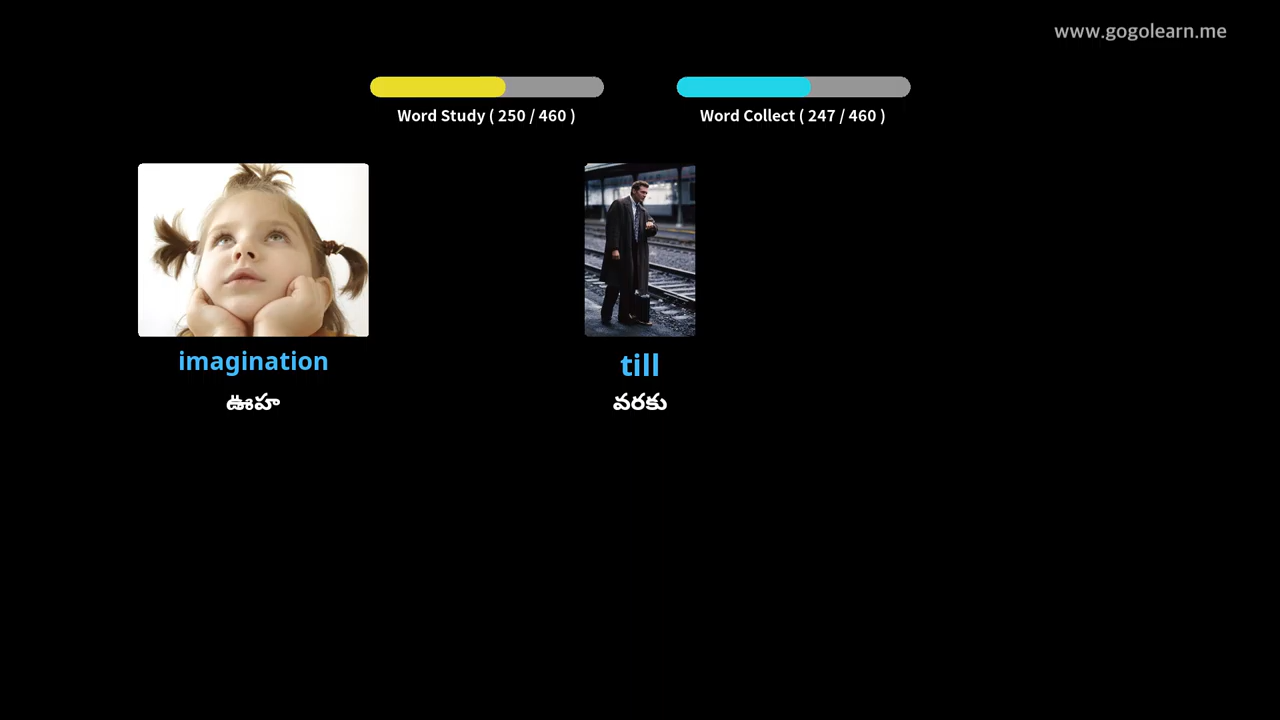 www.gogolearn.me
Word Study ( 250 / 460 )
Word Collect ( 247 / 460 )
imagination
till
ఊహ
వరకు